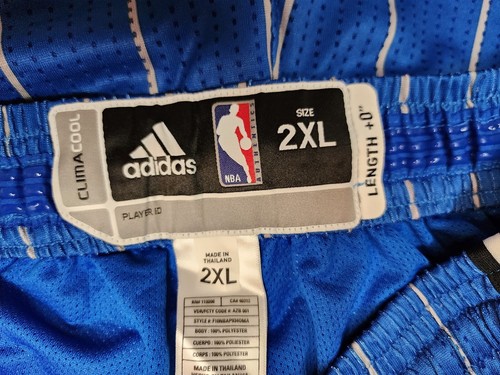 CLIMACOOL
adidas
NBA
AUTHENTICS
SIZE
2XL
LENGTH +0"
PLAYER ID
MADE IN
THAILAND
2XL
BODY : 100% POLYESTER
CUERPO : 100% POLIESTER
CORPS : 100% POLYESTER
MADE IN THAILAND